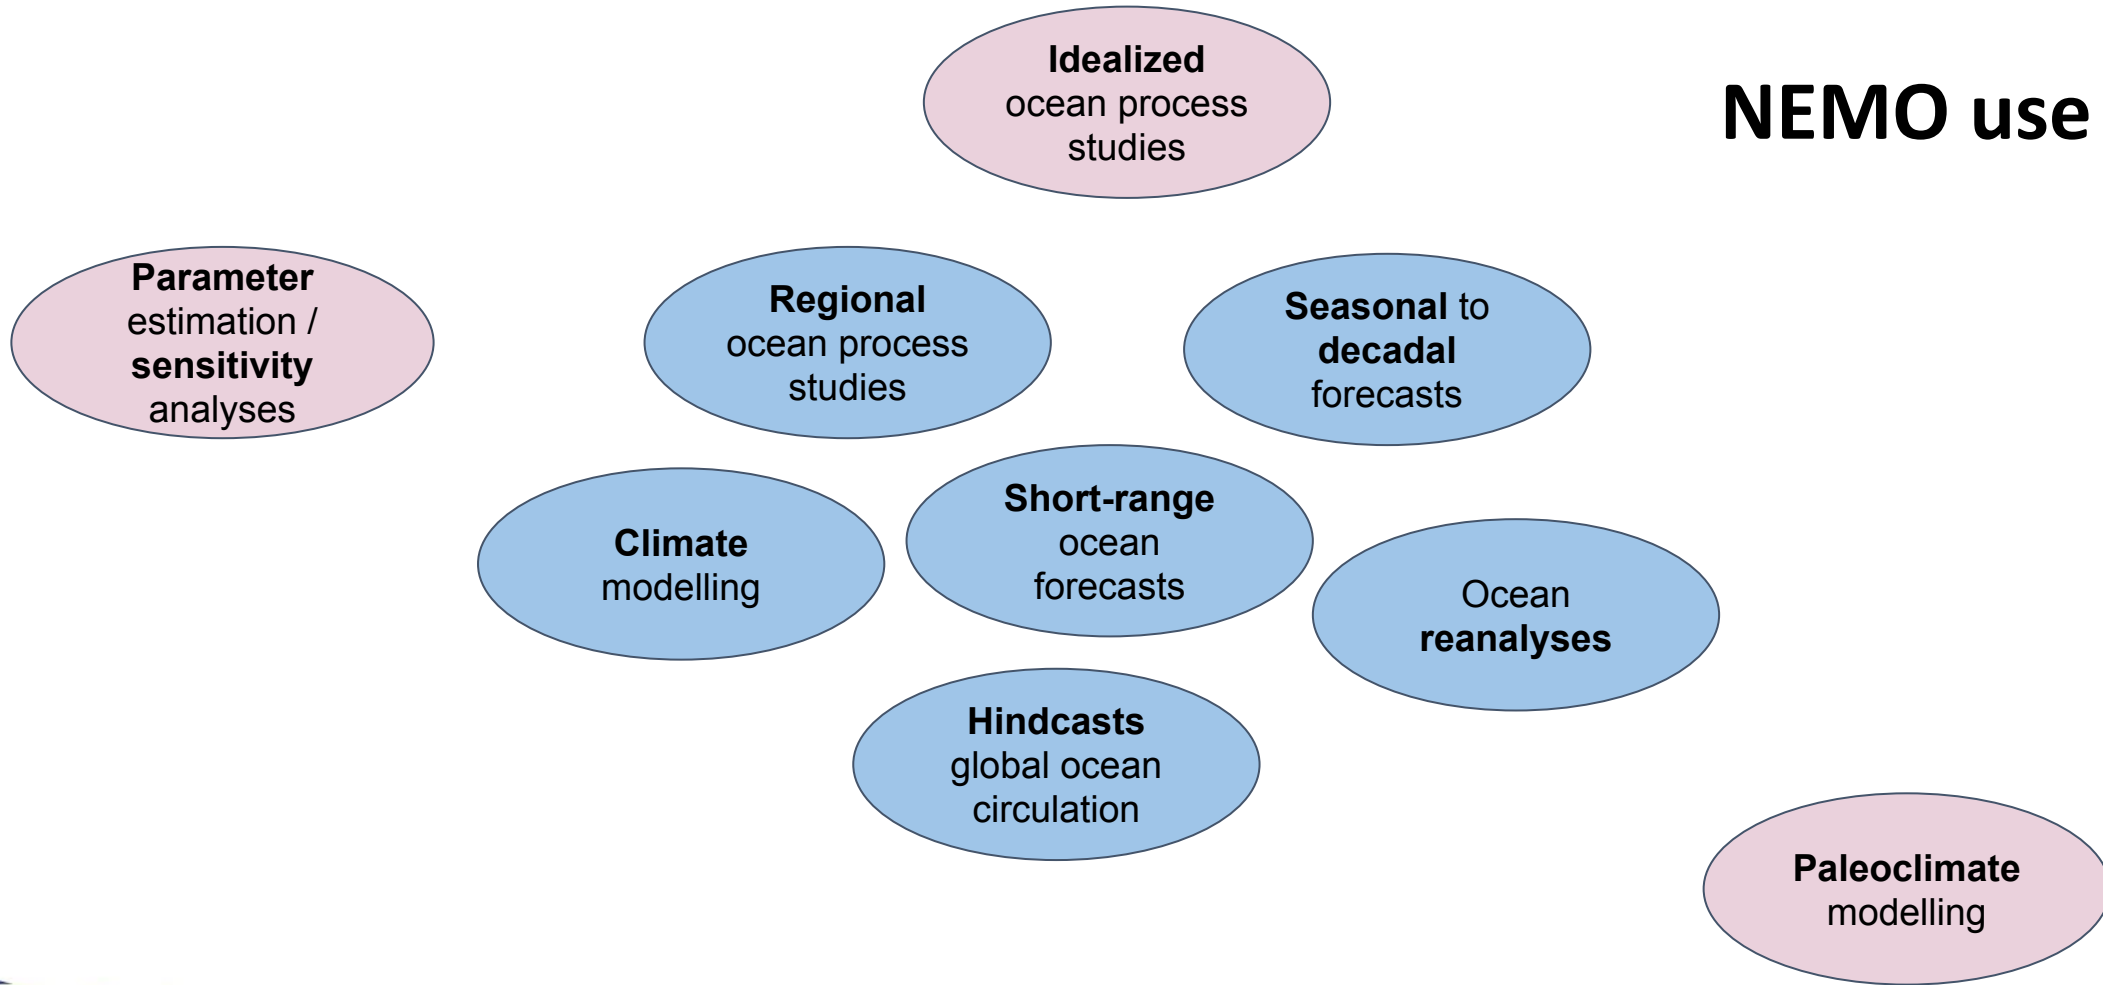 Idealized
ocean process
studies
NEMO use
Parameter
estimation /
sensitivity
analyses
Regional
ocean process
studies
Seasonal to
decadal
forecasts
Climate
modelling
Short-range
ocean
forecasts
Ocean
reanalyses
Hindcasts
global ocean
circulation
Paleoclimate
modelling